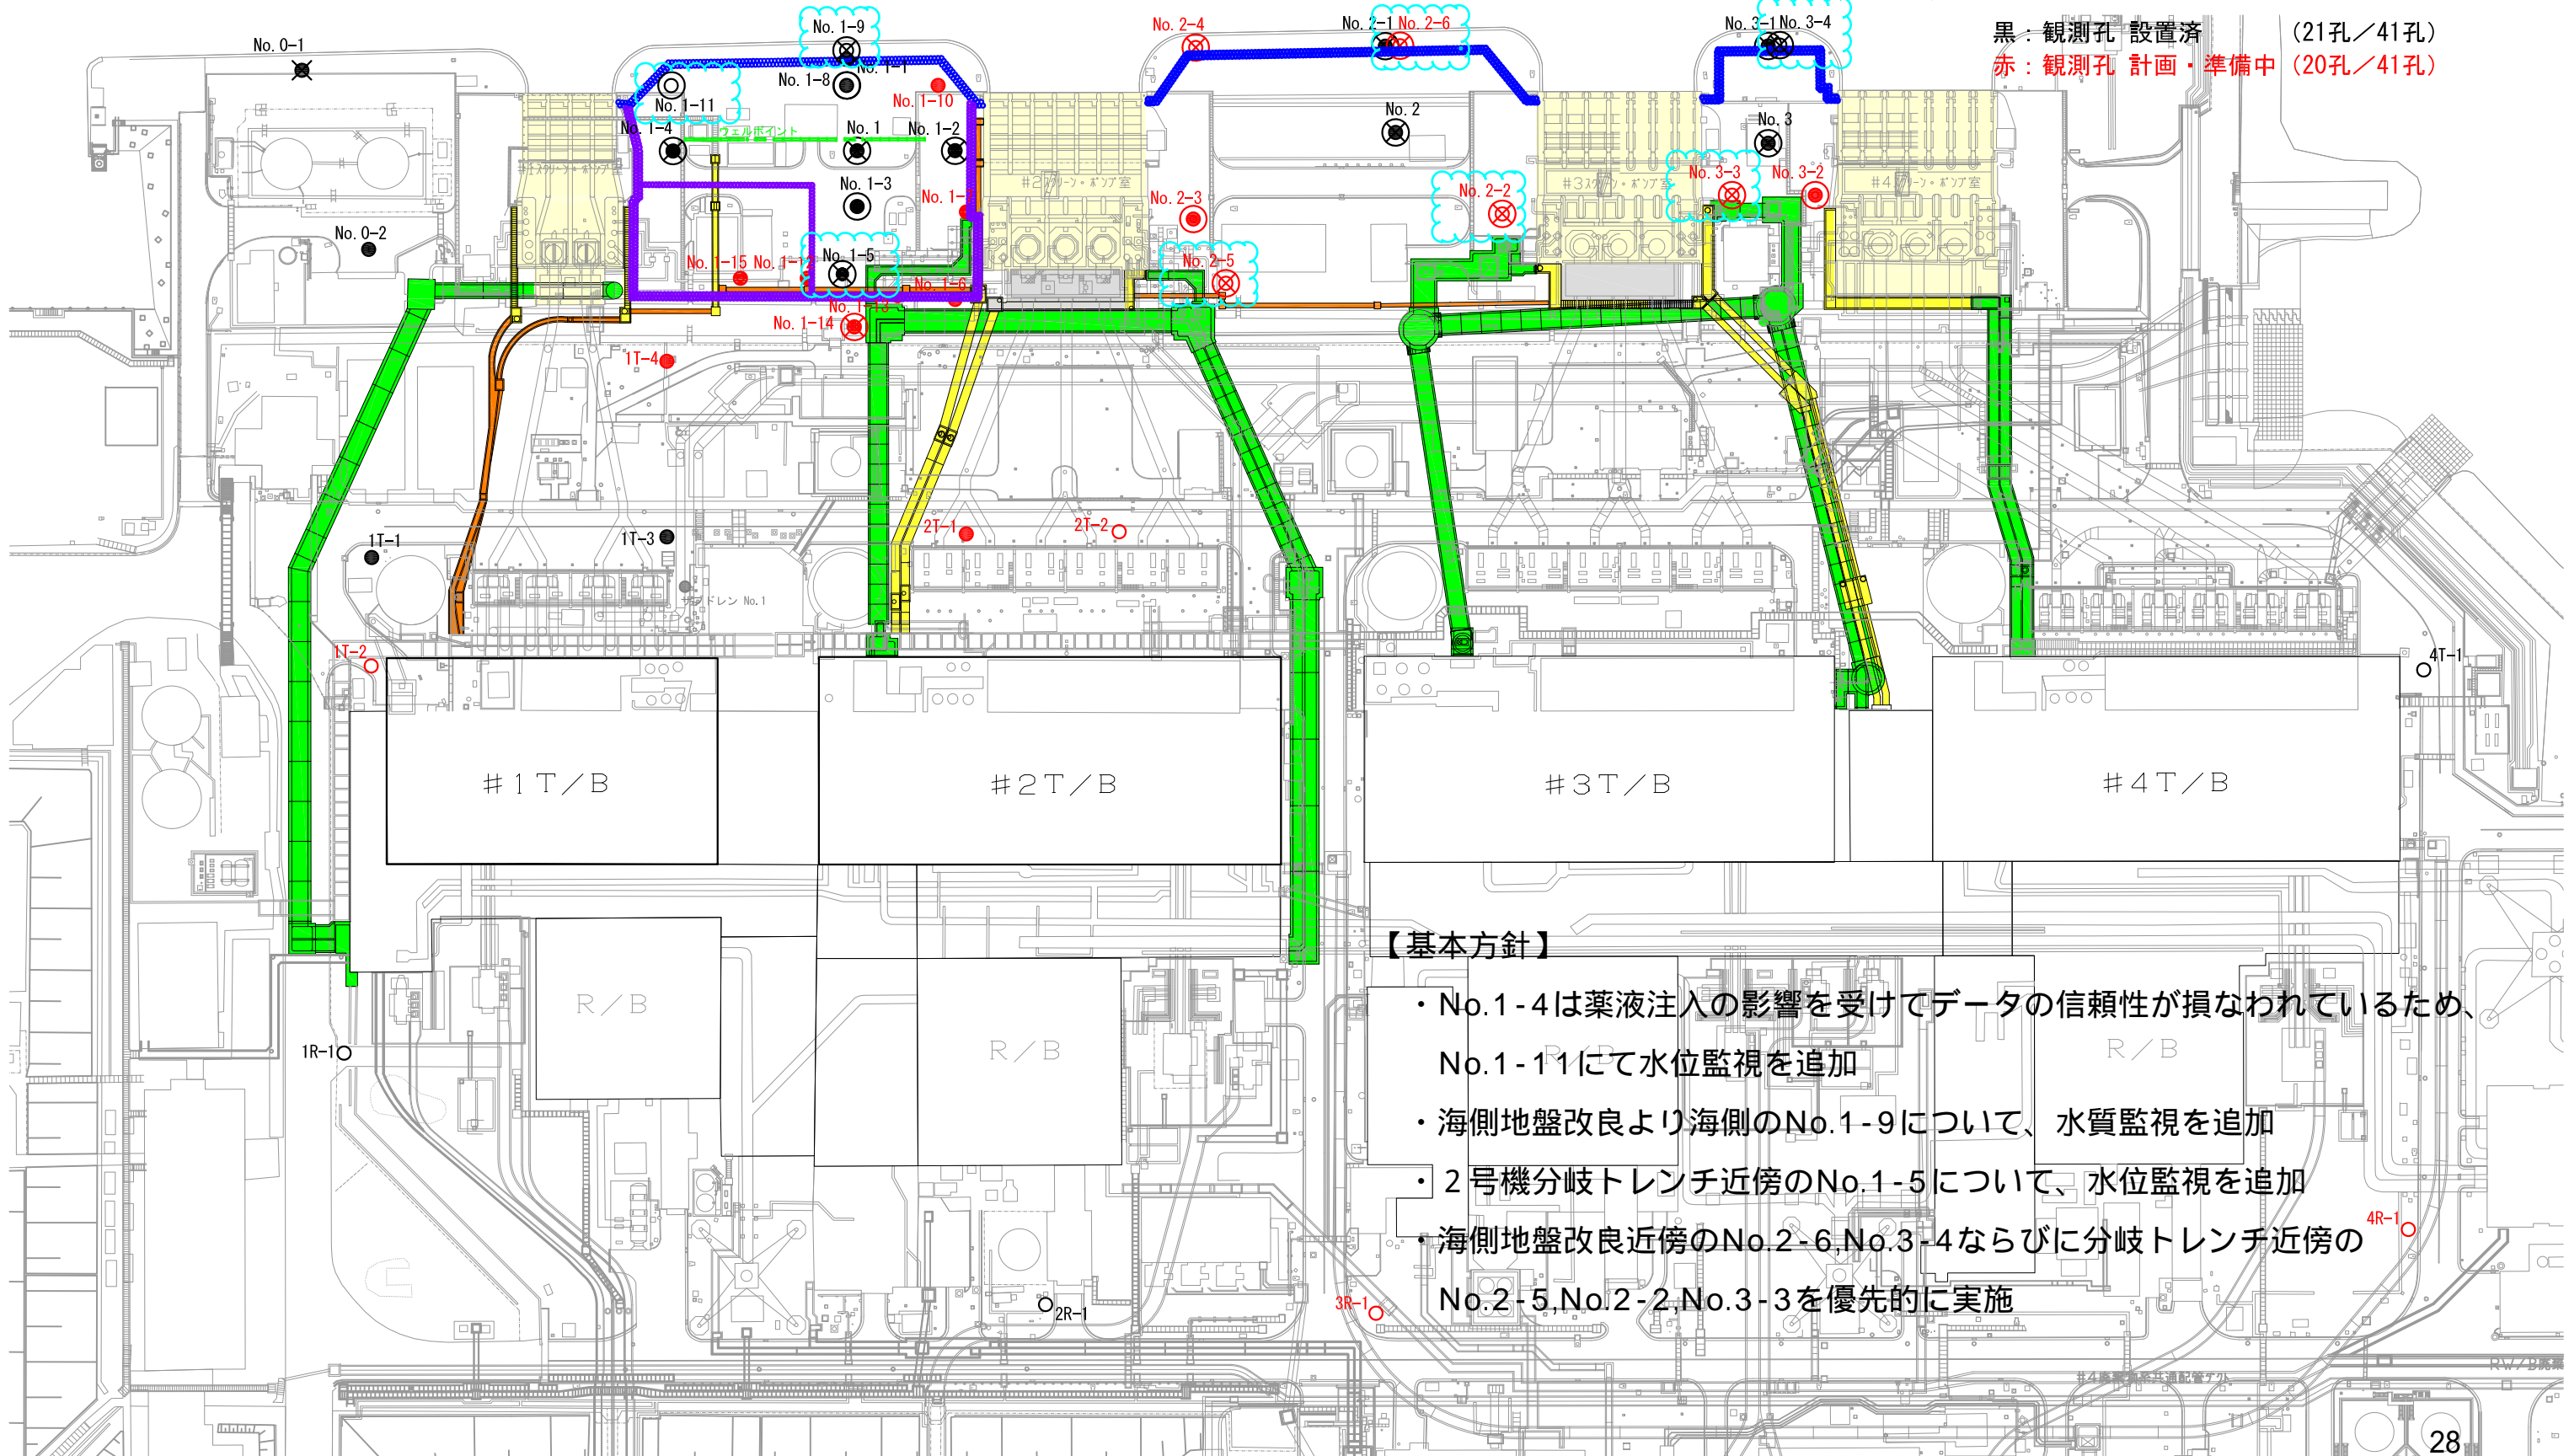 黒：観測孔 設置済 （21孔／41孔）
赤：観測孔 計画・準備中（20孔／41孔）
No. 0-1
No. 1-9
No. 2-4
No. 2-1
No. 2-6
No. 3-1
No. 3-4
No. 1-8
No. 1-1
No. 1-10
No. 1-11
No. 1-4
ウェルポイント
No. 1
No. 1-2
No. 2
No. 3
No. 1-3
No. 2-3
No. 2-2
No. 3-3
No. 3-2
#3スクリーン・ポンプ室
No. 0-2
No. 1-5
No. 2-5
No. 1-15
No. 1-6
No. 1-14
1T-4
1T-1
1T-3
2T-1
2T-2
サブドレン No.1
1T-2
4T-1
＃1T／B
＃2T／B
＃3T／B
＃4T／B
R／B
R／B
R／B
R／B
1R-1
2R-1
3R-1
4R-1
【基本方針】
・No.1-4は薬液注入の影響を受けてデータの信頼性が損なわれているため、
No.1-11にて水位監視を追加
・海側地盤改良より海側のNo.1-9について、水質監視を追加
・２号機分岐トレンチ近傍のNo.1-5について、水位監視を追加
・海側地盤改良近傍のNo.2-6,No.3-4ならびに分岐トレンチ近傍の
No.2-5,No.2-2,No.3-3を優先的に実施
28